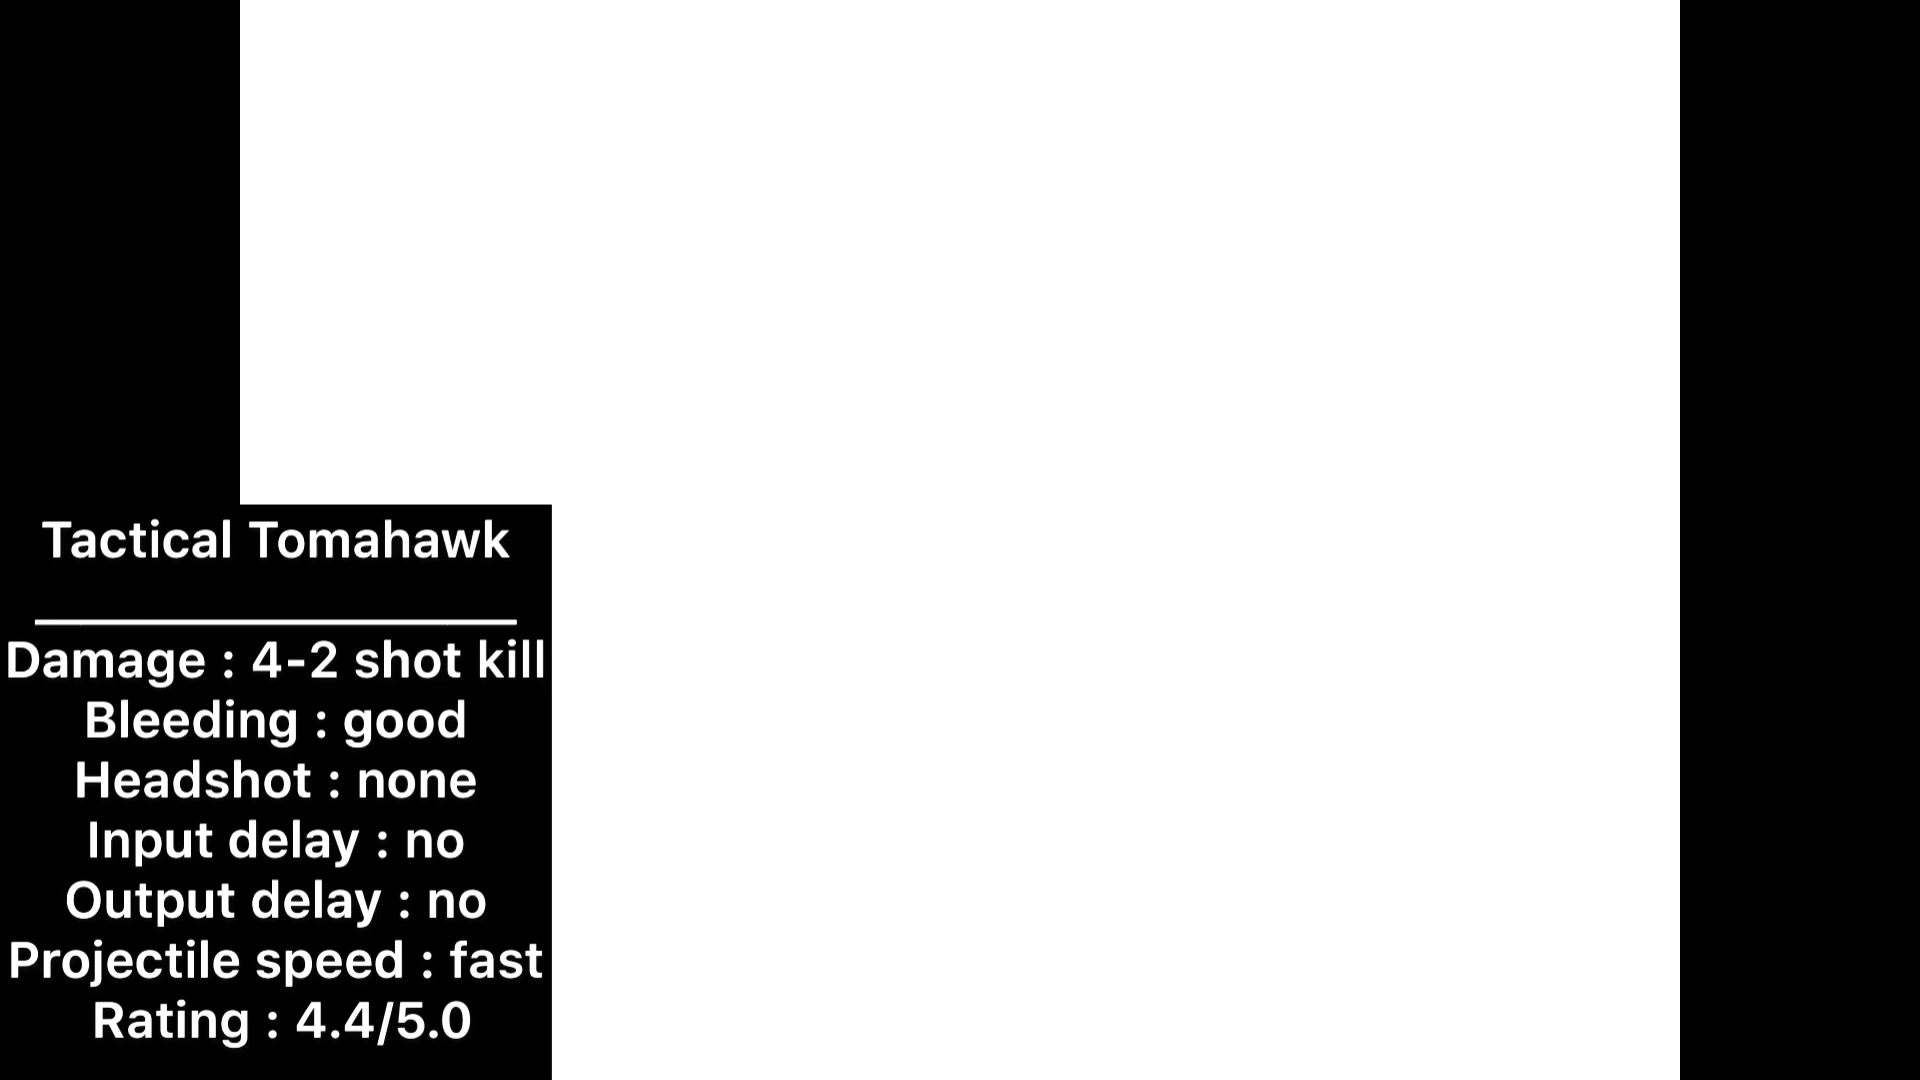 Tactical Tomahawk
Damage : 4-2 shot kill
Bleeding : good
Headshot : none
Input delay : no
Output delay : no
Projectile speed : fast
Rating : 4.4/5.0